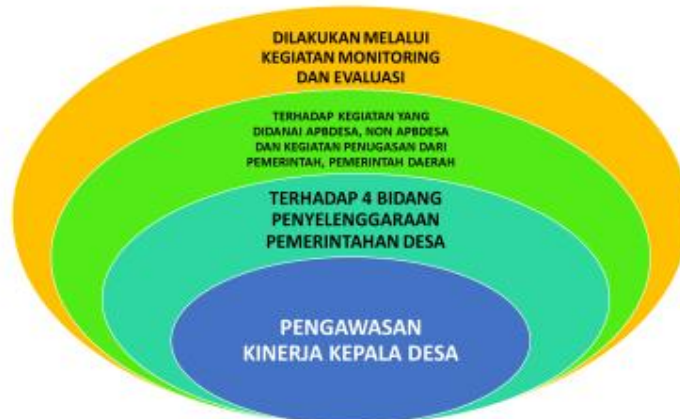 DILAKUKAN MELALUI
KEGIATAN MONITORING
DAN EVALUASI
TERHADAP KEGIATAN YANG
DIDANAI APBDESA, NON APBDESA
DAN KEGIATAN PENUGASAN DARI
PEMERINTAH, PEMERINTAH DAERAH
TERHADAP 4 BIDANG
PENYELENGGARAAN
PEMERINTAHAN DESA
PENGAWASAN
KINERJA KEPALA DESA